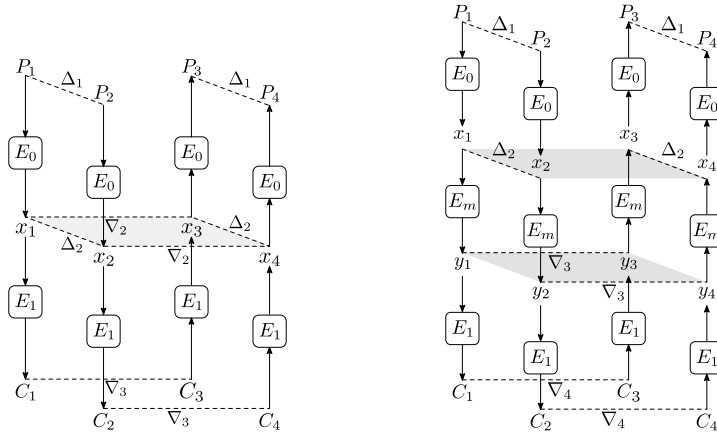 P₁ Δ₁ P₂ P₃ Δ₁ P₄
E₀ E₀ E₀ E₀
x₁ Δ₂ x₂ ∇₂ ∇₂ x₃ Δ₂ x₄
E₁ E₁ E₁ E₁
C₁ ∇₃ C₃
C₂ ∇₃ C₄
P₁ Δ₁ P₂ P₃ Δ₁ P₄
E₀ E₀ E₀ E₀
x₁ Δ₂ x₂ x₃ Δ₂ x₄
Eₘ Eₘ Eₘ Eₘ
y₁ ∇₃ y₃
y₂ ∇₃ y₄
E₁ E₁ E₁ E₁
C₁ ∇₄ C₃
C₂ ∇₄ C₄